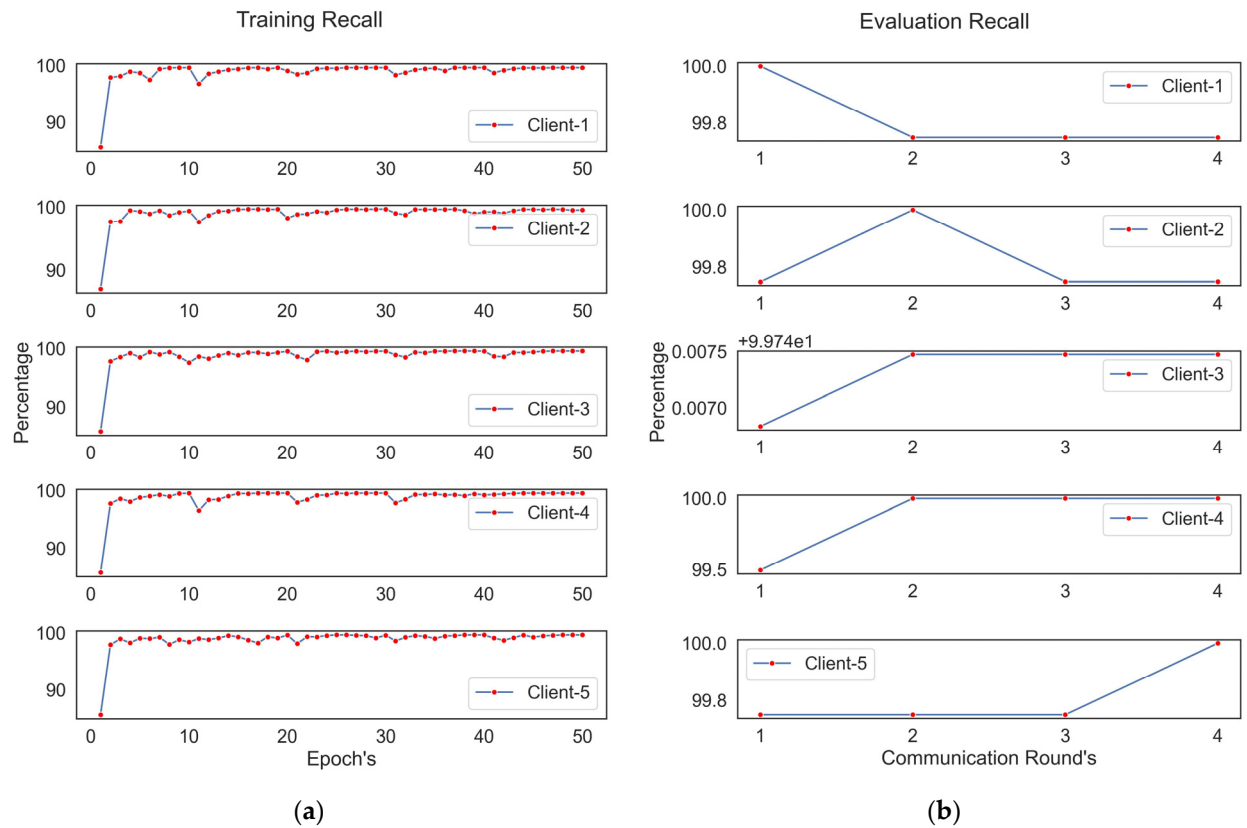 Training Recall
100
90
Client-1
0 10 20 30 40 50
100
90
Client-2
0 10 20 30 40 50
100
90
Client-3
0 10 20 30 40 50
100
90
Client-4
0 10 20 30 40 50
100
90
Client-5
0 10 20 30 40 50
Percentage
Epoch's
(a)
Evaluation Recall
100.0
99.8
Client-1
1 2 3 4
100.0
99.8
Client-2
1 2 3 4
+9.974e1
0.0075
0.0070
Client-3
1 2 3 4
100.0
99.5
Client-4
1 2 3 4
100.0
99.8
Client-5
1 2 3 4
Percentage
Communication Round's
(b)